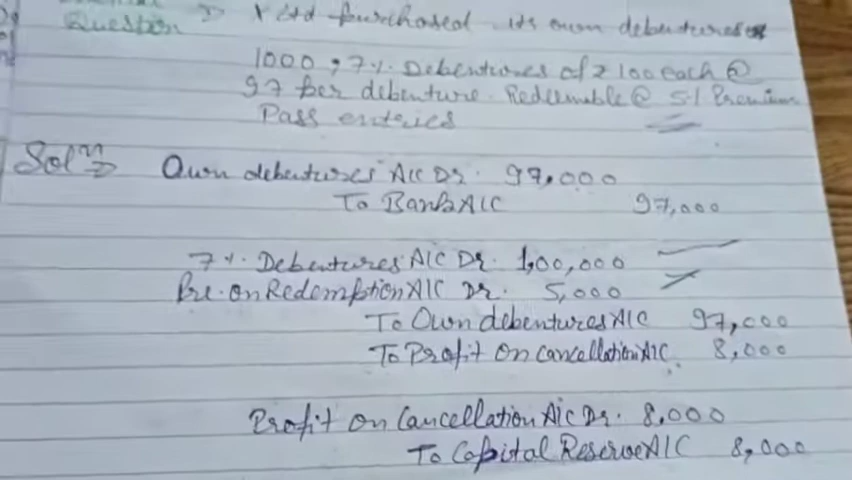 Question ⇒ X Ltd purchased its own debentures
1000, 7% Debentures of ₹ 100 each @
97 per debenture. Redeemable @ 5% Premium
Pass enteries
Solⁿ ⇒ Own debentures A/c Dr. 97,000
To Bank A/C 97,000
7%. Debentures A/C Dr. 1,00,000
Pre. on Redemption A/C Dr. 5,000
To Own debentures A/C 97,000
To Profit on Cancellation A/C. 8,000
Profit on Cancellation A/C Dr. 8,000
To Capital Reserve A/C 8,000